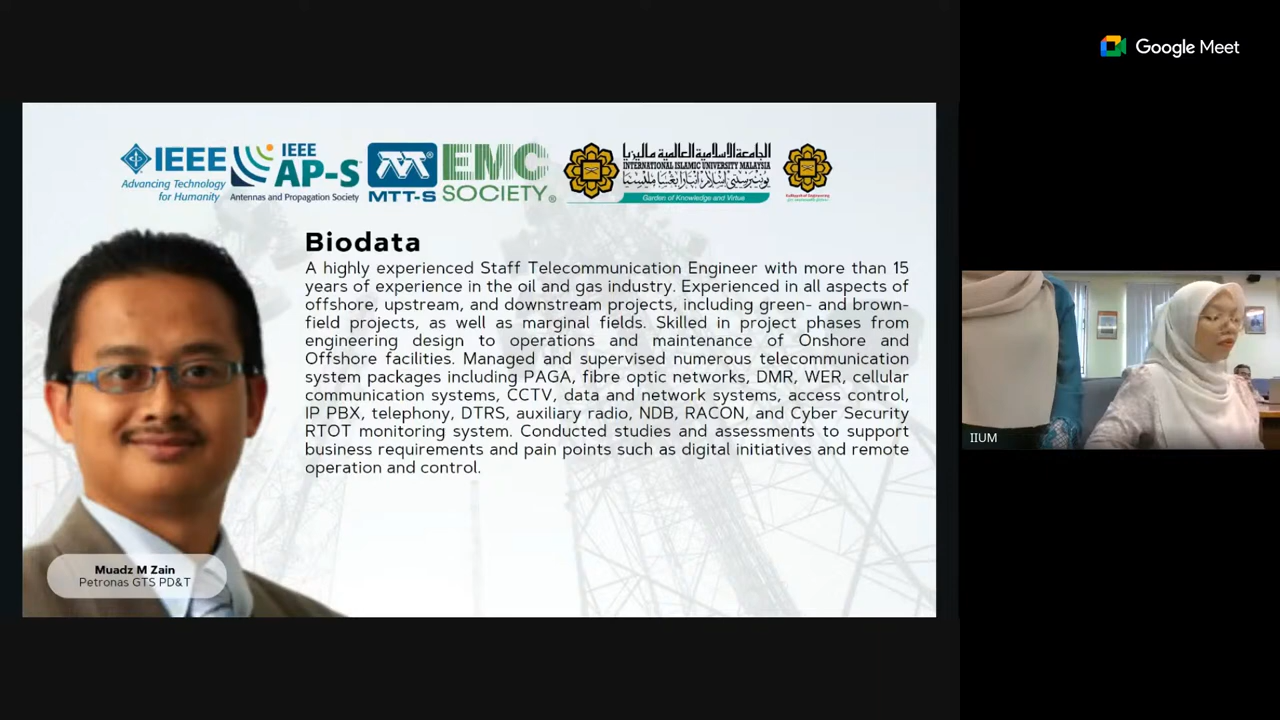 Google Meet
IEEE
Advancing Technology
for Humanity
IEEE
AP-S
Antennas and Propagation Society
MTT-S
EMC
SOCIETY
الجامعة الإسلامية العالمية ماليزيا
INTERNATIONAL ISLAMIC UNIVERSITY MALAYSIA
Garden of Knowledge and Virtue
Biodata
A highly experienced Staff Telecommunication Engineer with more than 15
years of experience in the oil and gas industry. Experienced in all aspects of
offshore, upstream, and downstream projects, including green- and brown-
field projects, as well as marginal fields. Skilled in project phases from
engineering design to operations and maintenance of Onshore and
Offshore facilities. Managed and supervised numerous telecommunication
system packages including PAGA, fibre optic networks, DMR, WER, cellular
communication systems, CCTV, data and network systems, access control,
IP PBX, telephony, DTRS, auxiliary radio, NDB, RACON, and Cyber Security
RTOT monitoring system. Conducted studies and assessments to support
business requirements and pain points such as digital initiatives and remote
operation and control.
Muadz M Zain
Petronas GTS PD&T
IIUM